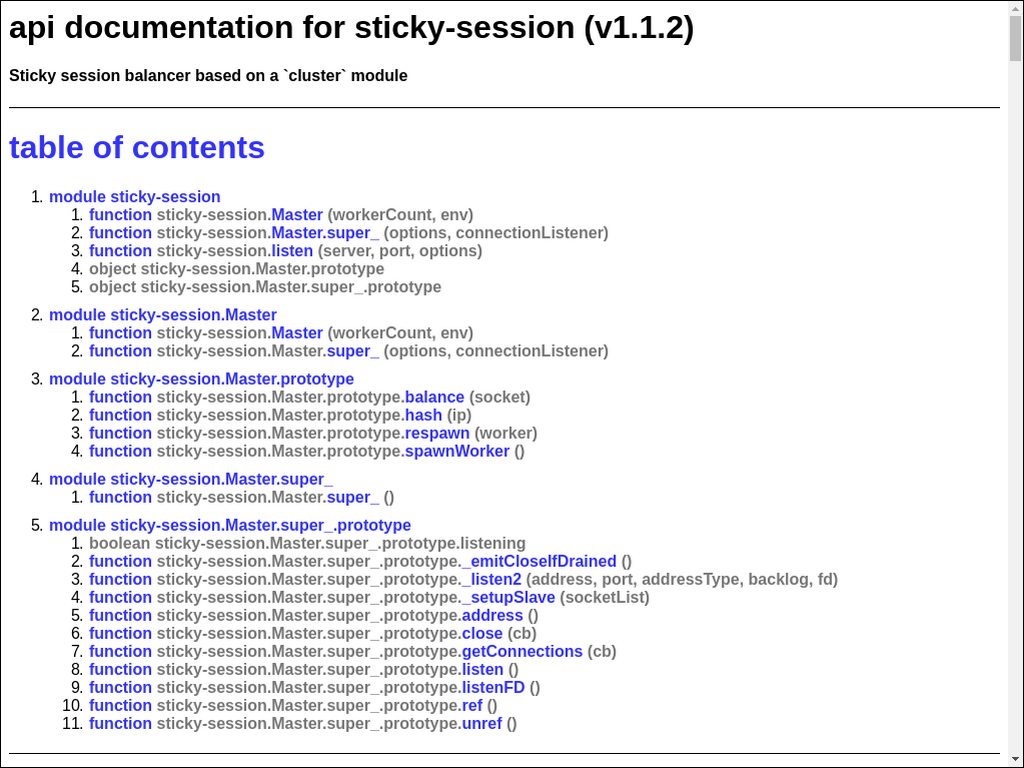 api documentation for sticky-session (v1.1.2)
Sticky session balancer based on a `cluster` module
table of contents
1. module sticky-session
1. function sticky-session.Master (workerCount, env)
2. function sticky-session.Master.super_ (options, connectionListener)
3. function sticky-session.listen (server, port, options)
4. object sticky-session.Master.prototype
5. object sticky-session.Master.super_.prototype
2. module sticky-session.Master
1. function sticky-session.Master (workerCount, env)
2. function sticky-session.Master.super_ (options, connectionListener)
3. module sticky-session.Master.prototype
1. function sticky-session.Master.prototype.balance (socket)
2. function sticky-session.Master.prototype.hash (ip)
3. function sticky-session.Master.prototype.respawn (worker)
4. function sticky-session.Master.prototype.spawnWorker ()
4. module sticky-session.Master.super_
1. function sticky-session.Master.super_ ()
5. module sticky-session.Master.super_.prototype
1. boolean sticky-session.Master.super_.prototype.listening
2. function sticky-session.Master.super_.prototype._emitCloseIfDrained ()
3. function sticky-session.Master.super_.prototype._listen2 (address, port, addressType, backlog, fd)
4. function sticky-session.Master.super_.prototype._setupSlave (socketList)
5. function sticky-session.Master.super_.prototype.address ()
6. function sticky-session.Master.super_.prototype.close (cb)
7. function sticky-session.Master.super_.prototype.getConnections (cb)
8. function sticky-session.Master.super_.prototype.listen ()
9. function sticky-session.Master.super_.prototype.listenFD ()
10. function sticky-session.Master.super_.prototype.ref ()
11. function sticky-session.Master.super_.prototype.unref ()